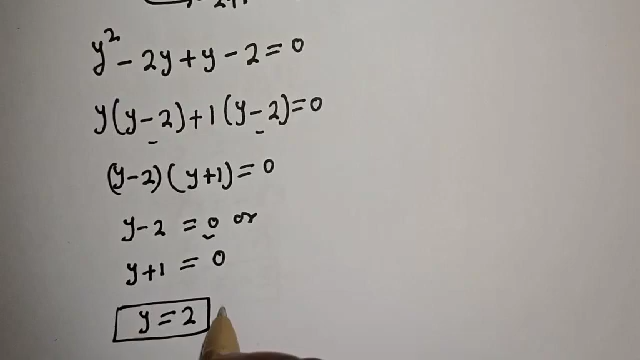 y² - 2y + y - 2 = 0
y(y - 2) + 1(y - 2) = 0
(y - 2)(y + 1) = 0
y - 2 = 0 or
y + 1 = 0
y = 2